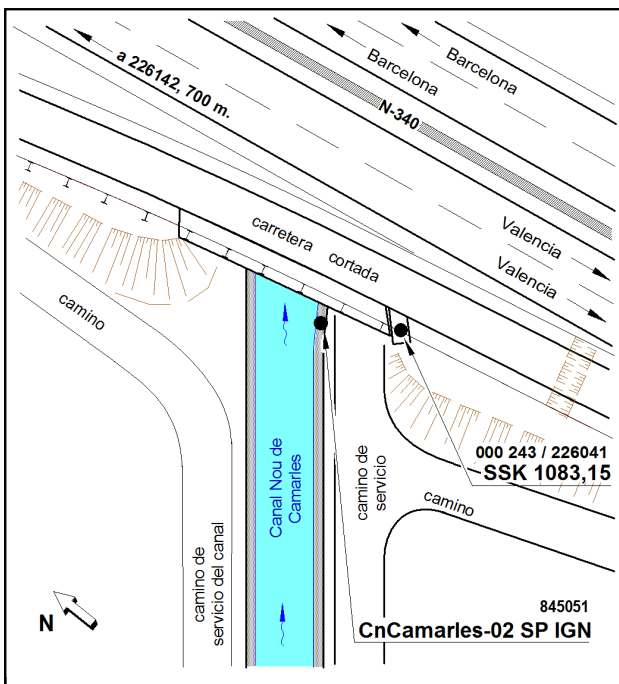 Barcelona
Barcelona
a 226142, 700 m.
N-340
Valencia
Valencia
carretera
cortada
camino
Canal Nou de
Camarles
camino de
servicio
000 243 / 226041
SSK 1083,15
camino
camino de
servicio del canal
N
845051
CnCamarles-02 SP IGN